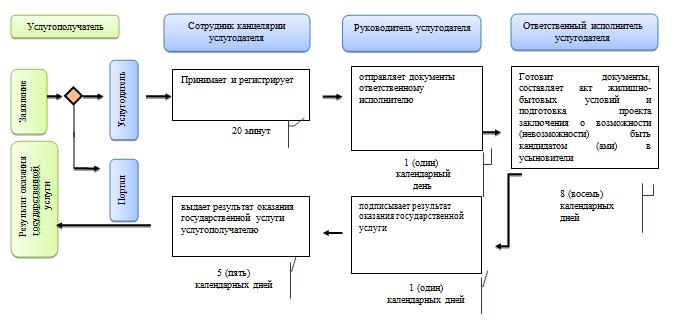 Услугополучатель
Сотрудник канцелярии
услугодателя
Руководитель услугодателя
Ответственный исполнитель
услугодателя
Заявление
Услугодатель
Портал
Результат оказания
государственной
услуги
Принимает и регистрирует
20 минут
отправляет документы
ответственному
исполнителю
1 (один)
календарный
день
Готовит документы,
составляет акт жилищно-
бытовых условий и
подготовка проекта
заключения о возможности
(невозможности) быть
кандидатом (ами) в
усыновители
8 (восемь)
календарных
дней
подписывает результат
оказания государственной
услуги
1 (один)
календарных дней
выдает результат оказания
государственной услуги
услугополучателю
5 (пять)
календарных дней